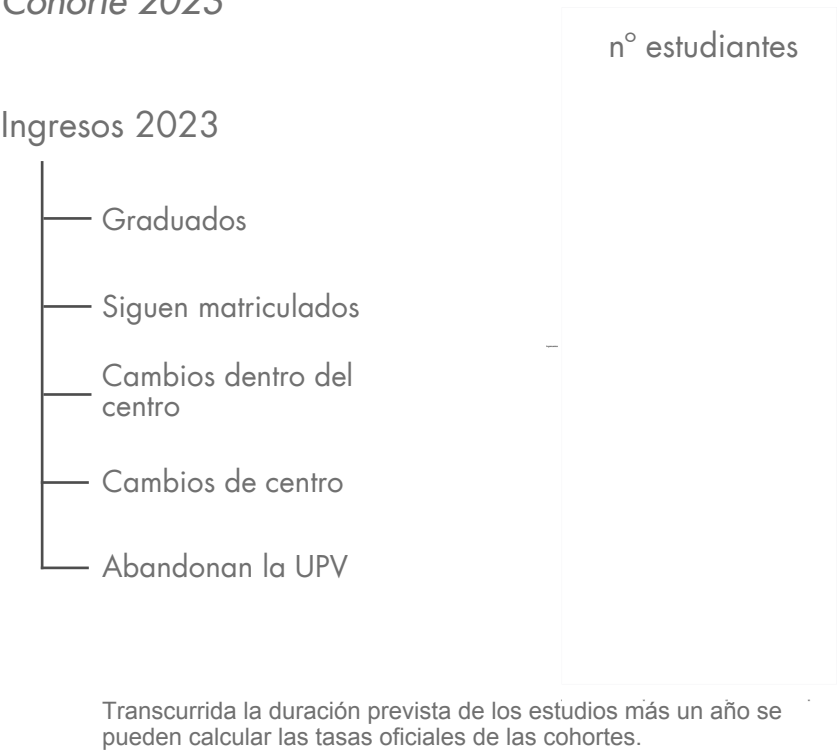 Cohorte 2023
nº estudiantes
Ingresos 2023
Graduados
Siguen matriculados
Cambios dentro del
centro
Cambios de centro
Abandonan la UPV
Transcurrida la duración prevista de los estudios más un año se
pueden calcular las tasas oficiales de las cohortes.